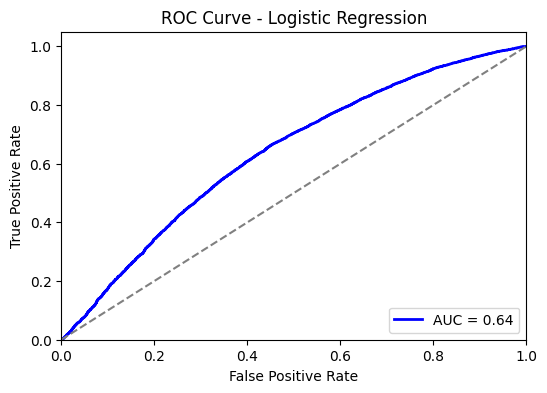 ROC Curve - Logistic Regression
1.0
0.8
0.6
0.4
0.2
0.0
True Positive Rate
AUC = 0.64
0.0 0.2 0.4 0.6 0.8 1.0
False Positive Rate